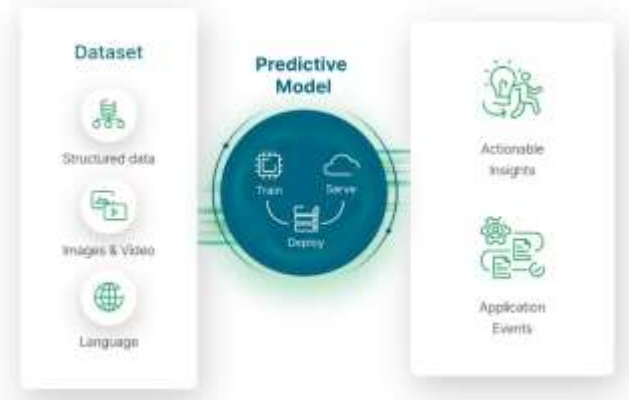 Dataset
Structured data
Images & Video
Language
Predictive
Model
Train
Serve
Deploy
Actionable
Insights
Application
Events